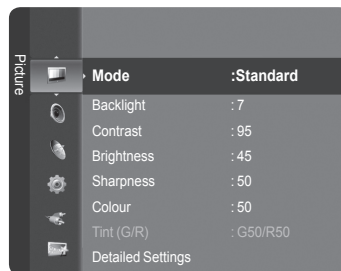 Picture
Mode :Standard
Backlight : 7
Contrast : 95
Brightness : 45
Sharpness : 50
Colour : 50
Tint (G/R) : G50/R50
Detailed Settings